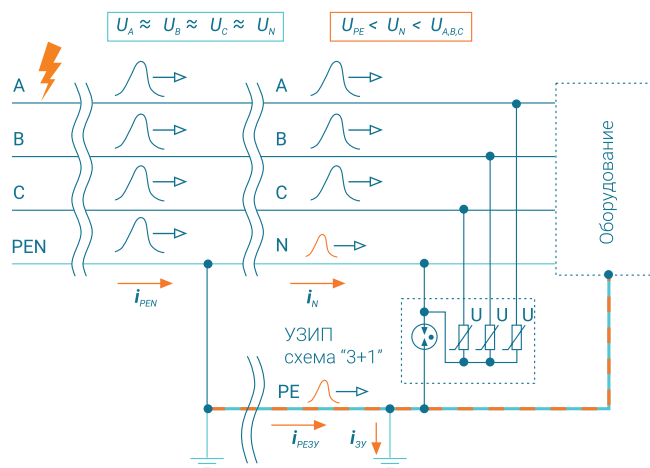 U_A ≈ U_B ≈ U_C ≈ U_N
U_PE < U_N < U_A,B,C
A A
B B
C C
PEN N
Оборудование
i_PEN i_N
U U
УЗИП
схема “3+1”
PE
i_PEЗУ i_ЗУ